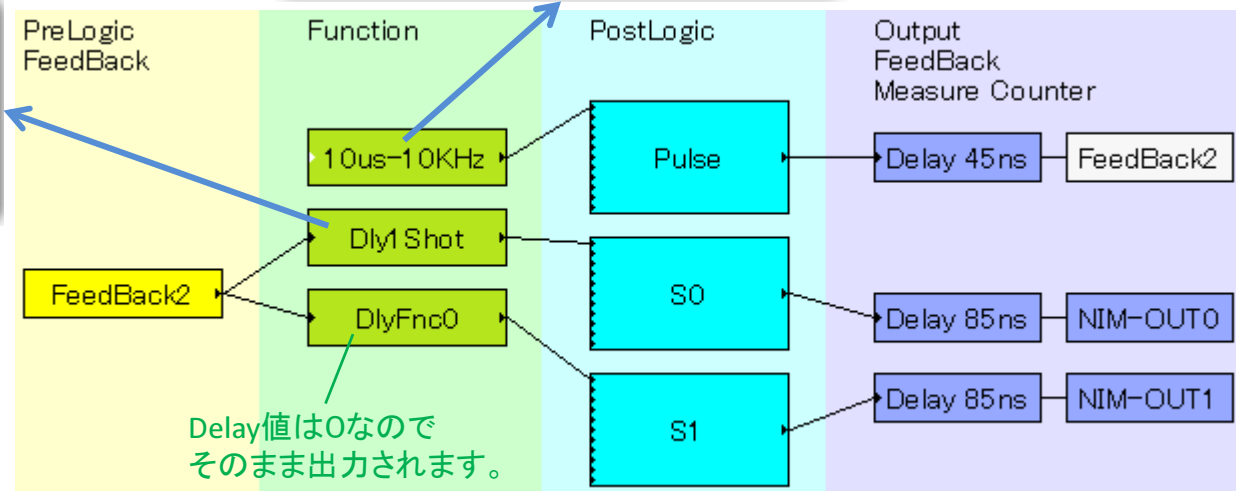 PreLogic
FeedBack
Function
PostLogic
Output
FeedBack
Measure Counter
10us-10KHz
Pulse
Delay 45ns
FeedBack2
Dly1Shot
FeedBack2
S0
DlyFnc0
Delay 85ns
NIM-OUT0
Delay 85ns
NIM-OUT1
S1
Delay値は0なので
そのまま出力されます。